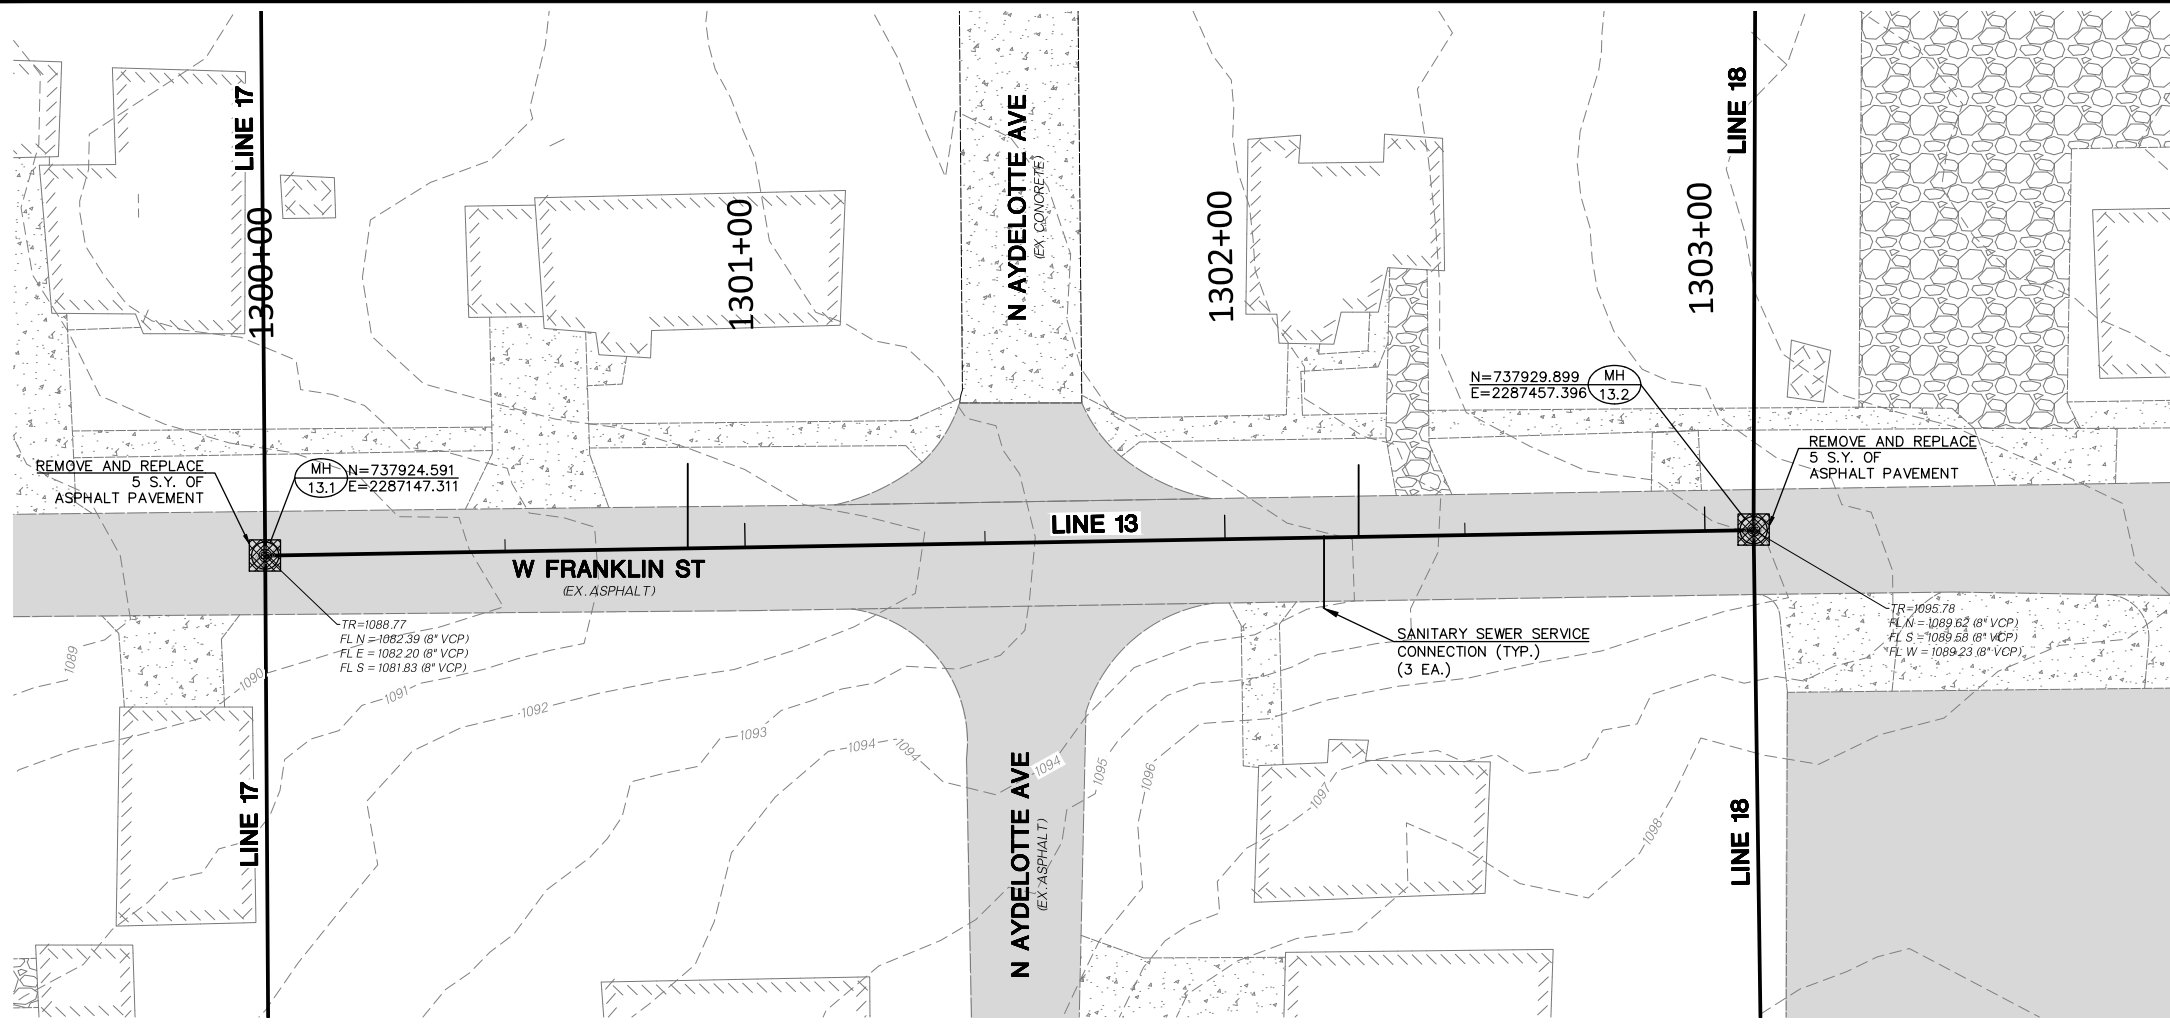 LINE 17
1300+00
1301+00
N AYDELOTTE AVE
(EX. CONCRETE)
1302+00
1303+00
LINE 18
N=737929.899
E=2287457.396
MH
13.2
REMOVE AND REPLACE
5 S.Y. OF
ASPHALT PAVEMENT
MH
13.1
N=737924.591
E=2287147.311
REMOVE AND REPLACE
5 S.Y. OF
ASPHALT PAVEMENT
LINE 13
W FRANKLIN ST
(EX. ASPHALT)
TR=1088.77
FL N = 1082.39 (8" VCP)
FL E = 1082.20 (8" VCP)
FL S = 1081.83 (8" VCP)
SANITARY SEWER SERVICE
CONNECTION (TYP.)
(3 EA.)
TR=1095.78
FL N = 1089.62 (8" VCP)
FL S = 1089.58 (8" VCP)
FL W = 1089.23 (8" VCP)
1089
1090
1091
1092
1093
1094
1094
1094
1095
1096
1097
1098
LINE 17
N AYDELOTTE AVE
(EX. ASPHALT)
LINE 18